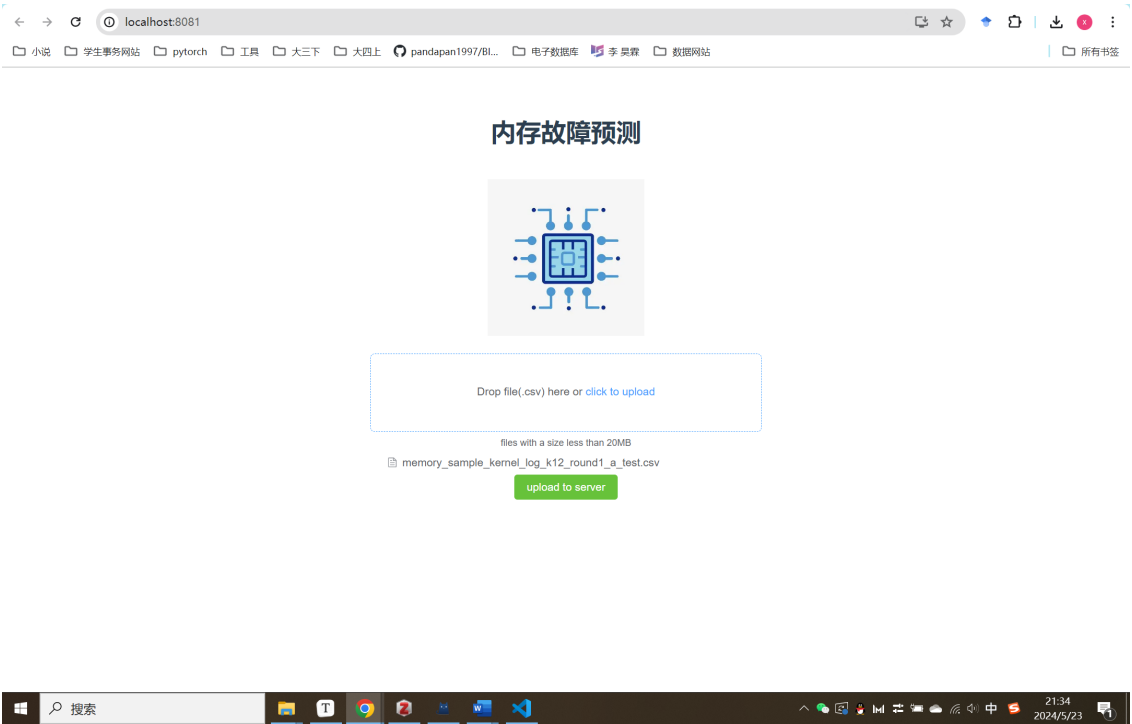 localhost:8081
小说 学生事务网站 pytorch 工具 大三下 大四上 pandapan1997/Bl... 电子数据库 李 昊霖 数据网站 所有书签
内存故障预测
Drop file(.csv) here or click to upload
files with a size less than 20MB
memory_sample_kernel_log_k12_round1_a_test.csv
upload to server
搜索
中
21:34
2024/5/23